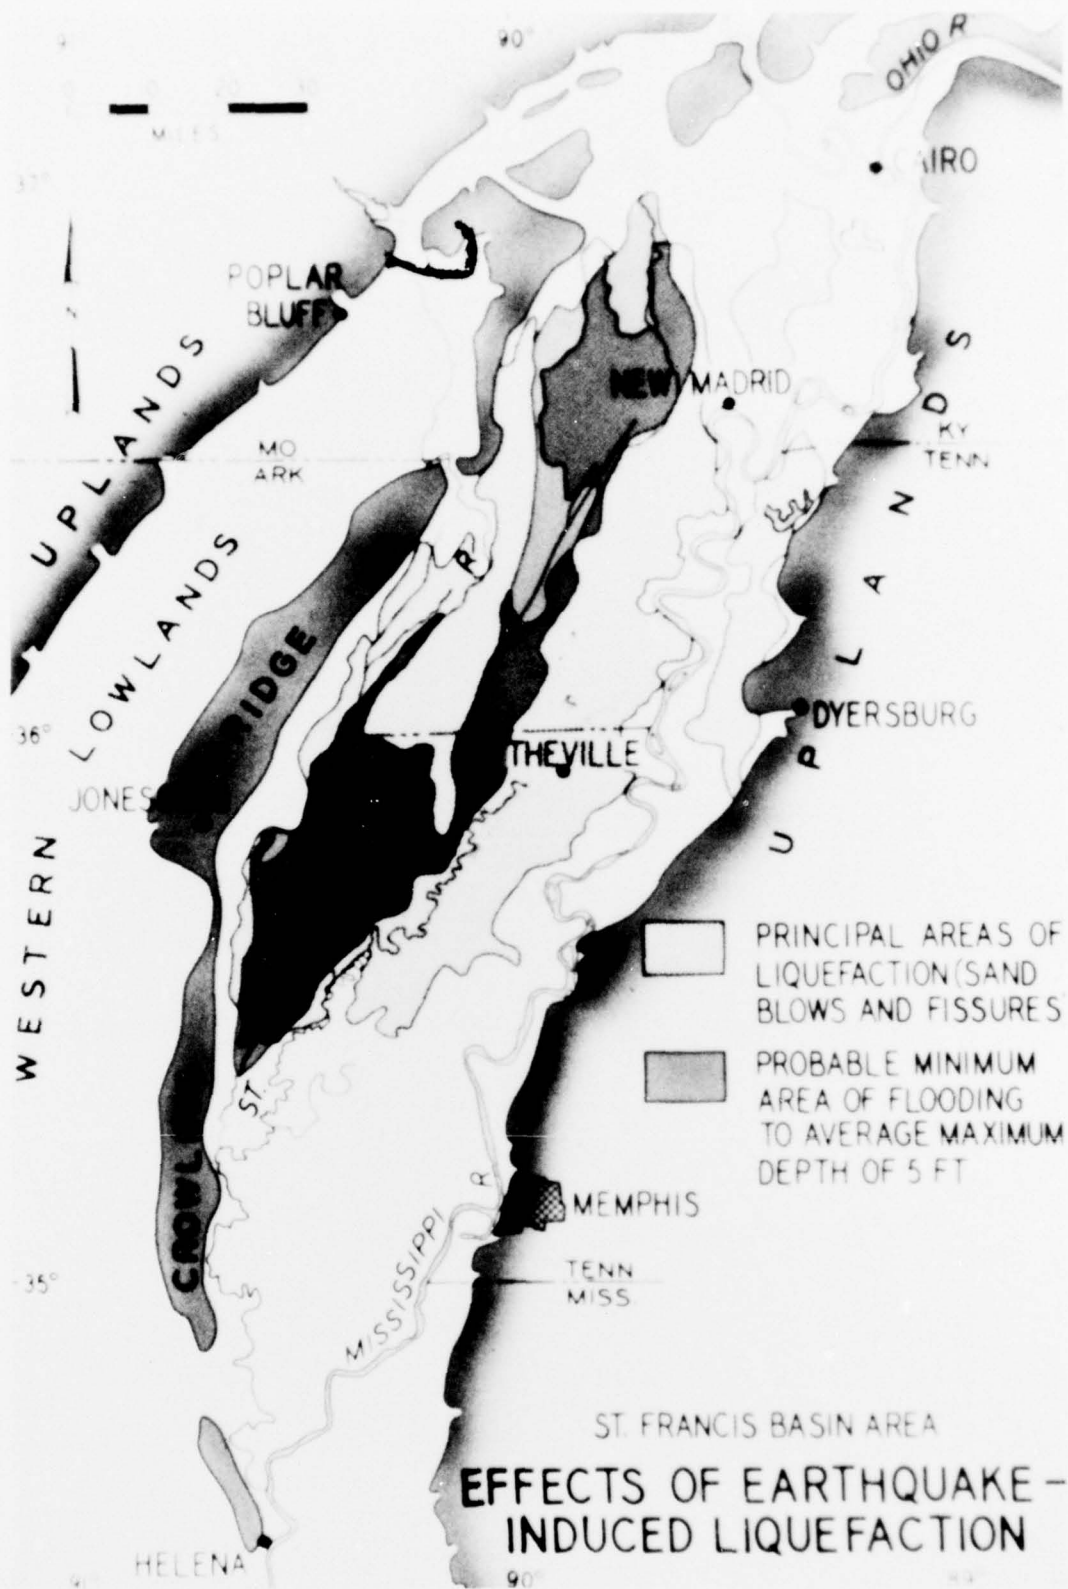 90°
OHIO R
MILES
AIRO
37°
POPLAR
BLUFF
UPLANDS
NEW MADRID
MO
ARK
KY
TENN
LOWLANDS
R
RIDGE
UPLANDS
36°
DYERSBURG
THEVILLE
JONES
WESTERN
PRINCIPAL AREAS OF
LIQUEFACTION (SAND
BLOWS AND FISSURES
PROBABLE MINIMUM
AREA OF FLOODING
TO AVERAGE MAXIMUM
DEPTH OF 5 FT
ST.
CROWL
MEMPHIS
MISSISSIPPI R
35°
TENN
MISS
ST. FRANCIS BASIN AREA
EFFECTS OF EARTHQUAKE-
INDUCED LIQUEFACTION
HELENA
90°